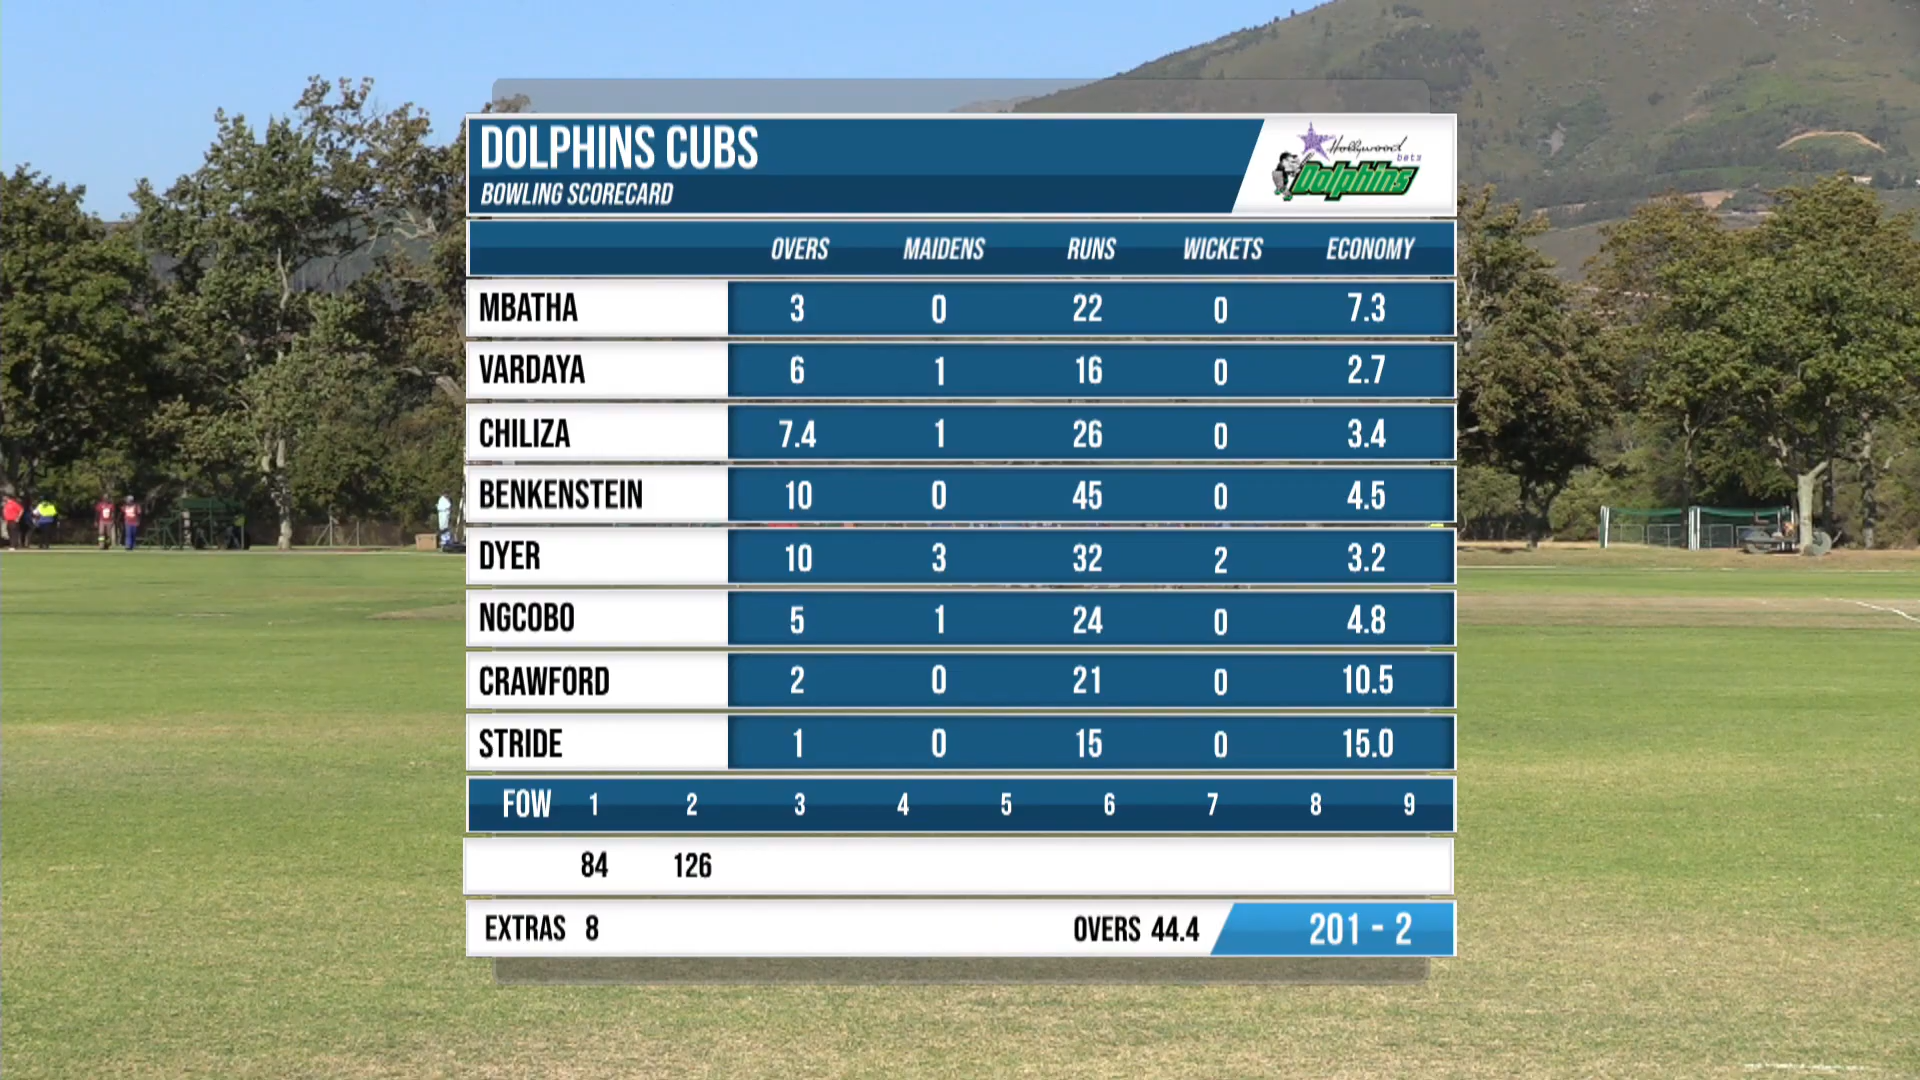 DOLPHINS CUBS
BOWLING SCORECARD
Hollywood
bets
Dolphins
OVERS MAIDENS RUNS WICKETS ECONOMY
MBATHA 3 0 22 0 7.3
VARDAYA 6 1 16 0 2.7
CHILIZA 7.4 1 26 0 3.4
BENKENSTEIN 10 0 45 0 4.5
DYER 10 3 32 2 3.2
NGCOBO 5 1 24 0 4.8
CRAWFORD 2 0 21 0 10.5
STRIDE 1 0 15 0 15.0
FOW 1 2 3 4 5 6 7 8 9
84 126
EXTRAS 8 OVERS 44.4 201 - 2